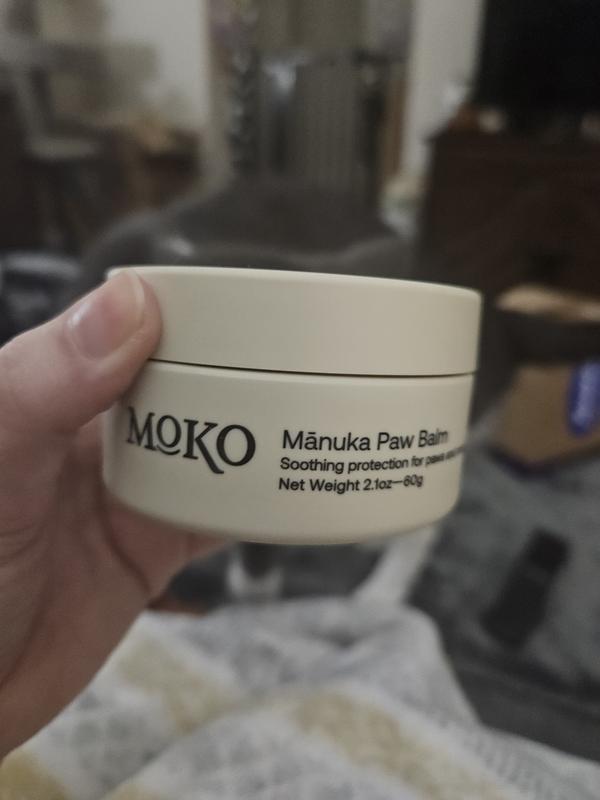 MOKO
Mānuka Paw Balm
Soothing protection for paws and
Net Weight 2.1oz—60g